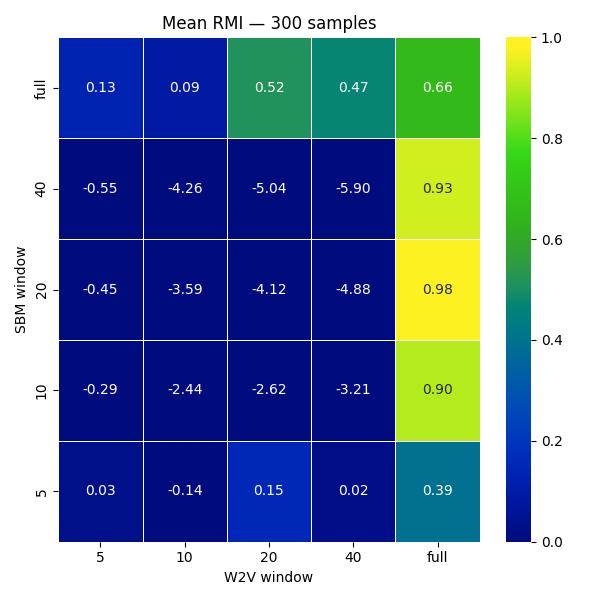 Mean RMI — 300 samples
full
0.13 0.09 0.52 0.47 0.66
40
-0.55 -4.26 -5.04 -5.90 0.93
SBM window
20
-0.45 -3.59 -4.12 -4.88 0.98
10
-0.29 -2.44 -2.62 -3.21 0.90
5
0.03 -0.14 0.15 0.02 0.39
5 10 20 40 full
W2V window
1.0
0.8
0.6
0.4
0.2
0.0